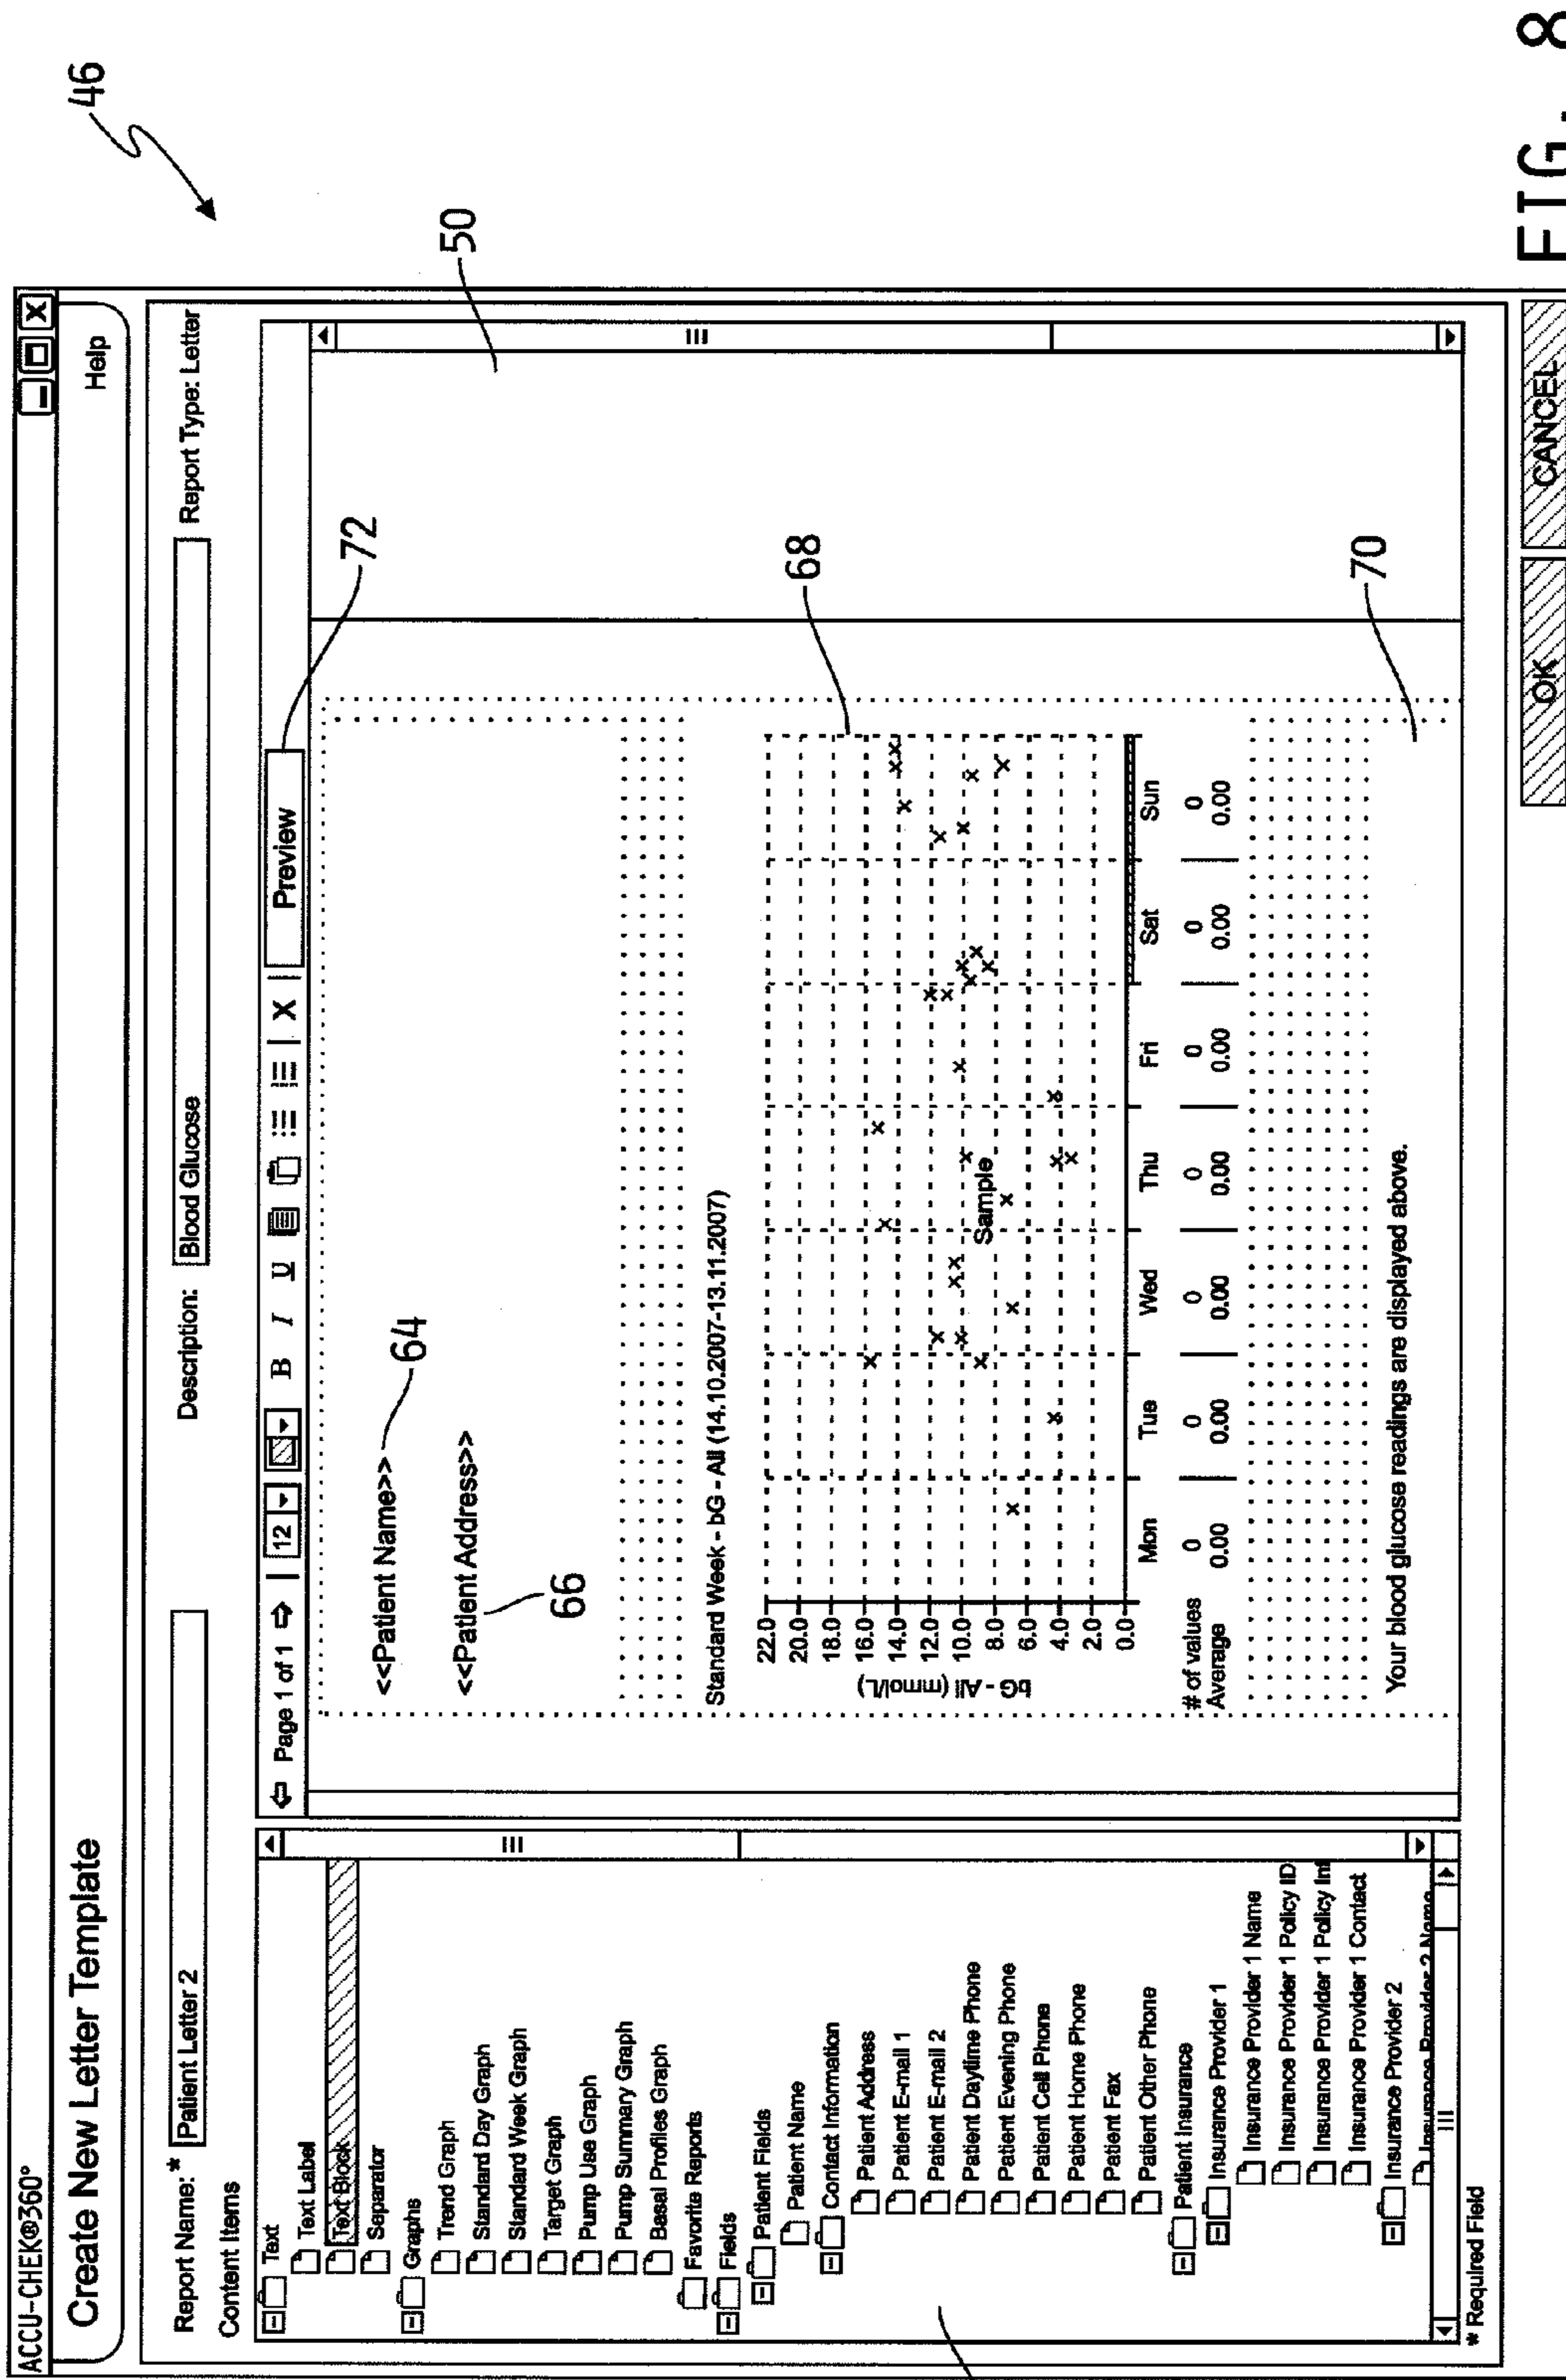 ACCU-CHEK®360°
Create New Letter Template
Help
Report Name: * Patient Letter 2 Description: Blood Glucose Report Type: Letter
Content Items
Text
Text Label
Text Block
Separator
Graphs
Trend Graph
Standard Day Graph
Standard Week Graph
Target Graph
Pump Use Graph
Pump Summary Graph
Basal Profiles Graph
Favorite Reports
Fields
Patient Fields
Patient Name
Contact Information
Patient Address
Patient E-mail 1
Patient E-mail 2
Patient Daytime Phone
Patient Evening Phone
Patient Cell Phone
Patient Home Phone
Patient Fax
Patient Other Phone
Patient Insurance
Insurance Provider 1
Insurance Provider 1 Name
Insurance Provider 1 Policy ID
Insurance Provider 1 Policy Inf
Insurance Provider 1 Contact
Insurance Provider 2
Insurance Provider 2 Name
* Required Field
Page 1 of 1 12 B I U X Preview
72
<<Patient Name>> 64
<<Patient Address>>
66
Standard Week - bG - All (14.10.2007-13.11.2007)
bG - All (mmol/L)
22.0
20.0
18.0
16.0
14.0
12.0
10.0
8.0
6.0
4.0
2.0
0.0
Sample
68
Mon Tue Wed Thu Fri Sat Sun
# of values 0 0 0 0 0 0 0
Average 0.00 0.00 0.00 0.00 0.00 0.00 0.00
Your blood glucose readings are displayed above.
70
50
46
OK CANCEL
FIG. 8